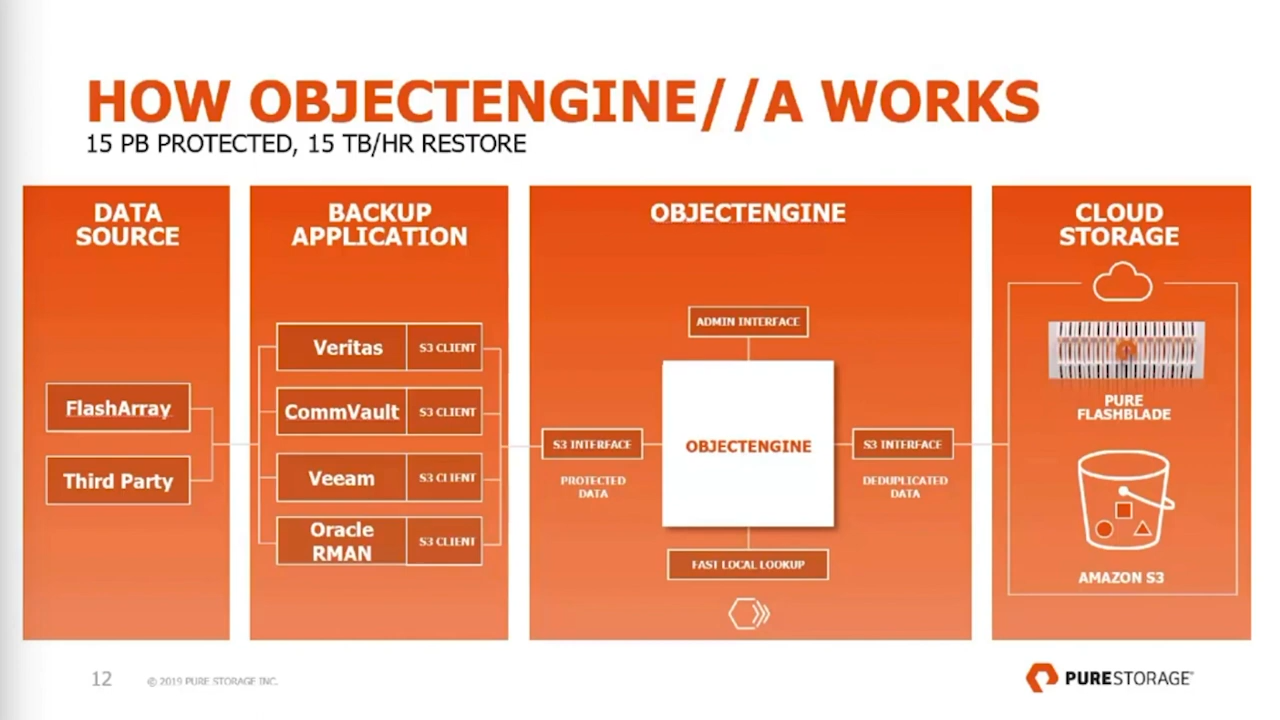 HOW OBJECTENGINE//A WORKS
15 PB PROTECTED, 15 TB/HR RESTORE
DATA
SOURCE
FlashArray
Third Party
BACKUP
APPLICATION
Veritas
S3 CLIENT
CommVault
S3 CLIENT
Veeam
S3 CLIENT
Oracle
RMAN
S3 CLIENT
OBJECTENGINE
ADMIN INTERFACE
S3 INTERFACE
PROTECTED
DATA
OBJECTENGINE
S3 INTERFACE
DEDUPLICATED
DATA
FAST LOCAL LOOKUP
CLOUD
STORAGE
PURE
FLASHBLADE
AMAZON S3
12
© 2019 PURE STORAGE INC.
PURESTORAGE®